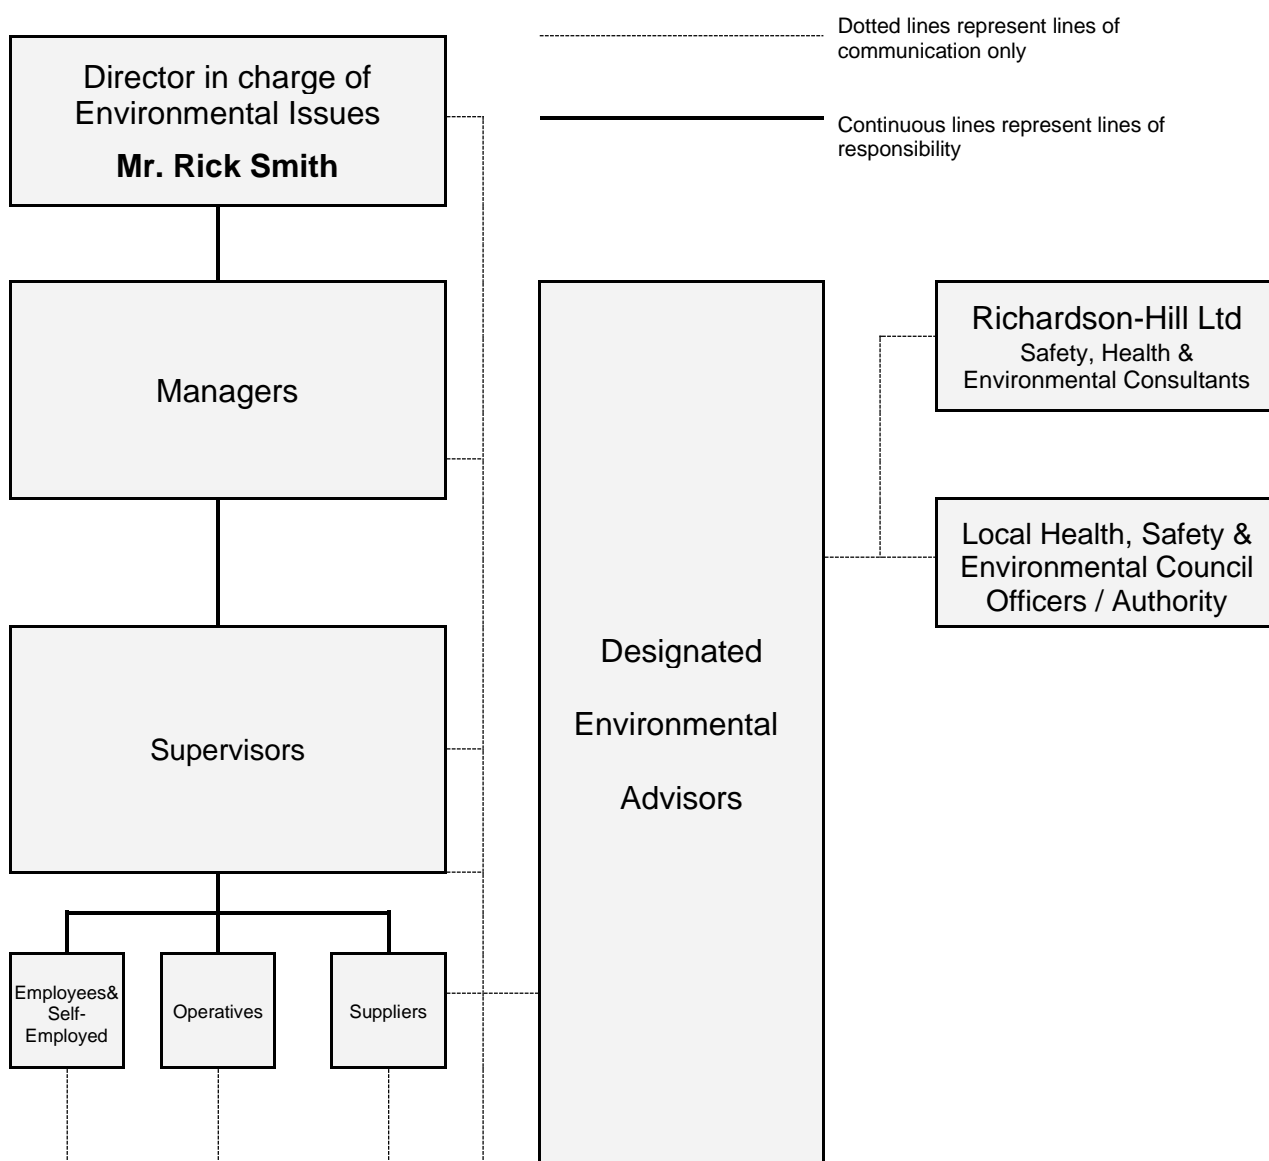 Dotted lines represent lines of
communication only
Director in charge of
Environmental Issues
Mr. Rick Smith
Continuous lines represent lines of
responsibility
Managers
Richardson-Hill Ltd
Safety, Health &
Environmental Consultants
Local Health, Safety &
Environmental Council
Officers / Authority
Supervisors
Designated
Environmental
Advisors
Employees&
Self-
Employed
Operatives
Suppliers